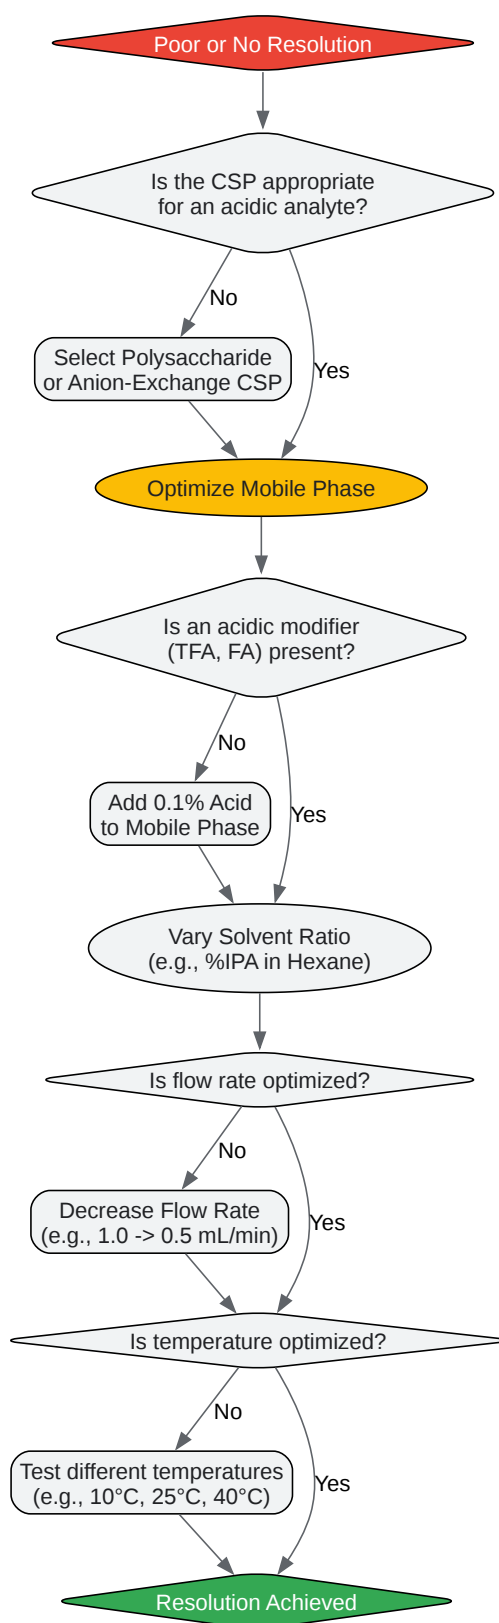 Poor or No Resolution
Is the CSP appropriate
for an acidic analyte?
No
Select Polysaccharide
or Anion-Exchange CSP
Yes
Optimize Mobile Phase
Is an acidic modifier
(TFA, FA) present?
No
Add 0.1% Acid
to Mobile Phase
Yes
Vary Solvent Ratio
(e.g., %IPA in Hexane)
Is flow rate optimized?
No
Decrease Flow Rate
(e.g., 1.0 -> 0.5 mL/min)
Yes
Is temperature optimized?
No
Test different temperatures
(e.g., 10°C, 25°C, 40°C)
Yes
Resolution Achieved